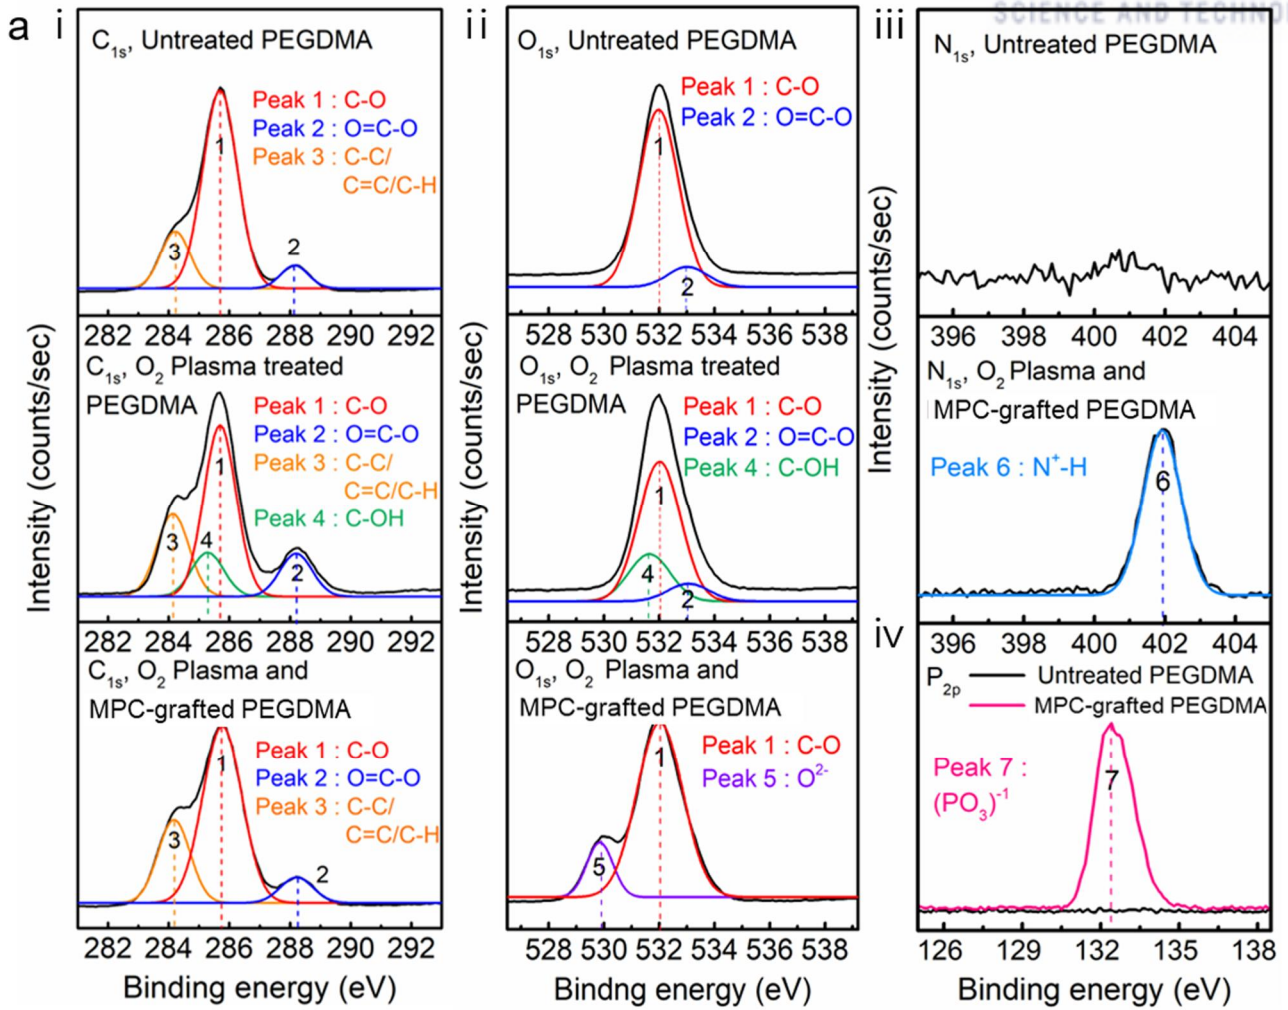 SCIENCE AND TECHNO
a i
C1s, Untreated PEGDMA
Peak 1 : C-O
Peak 2 : O=C-O
Peak 3 : C-C/
C=C/C-H
1
3
2
282 284 286 288 290 292
C1s, O2 Plasma treated
PEGDMA
Peak 1 : C-O
Peak 2 : O=C-O
Peak 3 : C-C/
C=C/C-H
Peak 4 : C-OH
1
3
4
2
282 284 286 288 290 292
C1s, O2 Plasma and
MPC-grafted PEGDMA
Peak 1 : C-O
Peak 2 : O=C-O
Peak 3 : C-C/
C=C/C-H
1
3
2
282 284 286 288 290 292
Intensity (counts/sec)
Binding energy (eV)
ii
O1s, Untreated PEGDMA
Peak 1 : C-O
Peak 2 : O=C-O
1
2
528 530 532 534 536 538
O1s, O2 Plasma treated
PEGDMA
Peak 1 : C-O
Peak 2 : O=C-O
Peak 4 : C-OH
1
4
2
528 530 532 534 536 538
O1s, O2 Plasma and
MPC-grafted PEGDMA
Peak 1 : C-O
Peak 5 : O2-
1
5
528 530 532 534 536 538
Intensity (counts/sec)
Bindng energy (eV)
iii
N1s, Untreated PEGDMA
396 398 400 402 404
N1s, O2 Plasma and
MPC-grafted PEGDMA
Peak 6 : N+-H
6
396 398 400 402 404
Intensity (counts/sec)
iv
P2p
Untreated PEGDMA
MPC-grafted PEGDMA
Peak 7 :
(PO3)-1
7
126 129 132 135 138
Binding energy (eV)